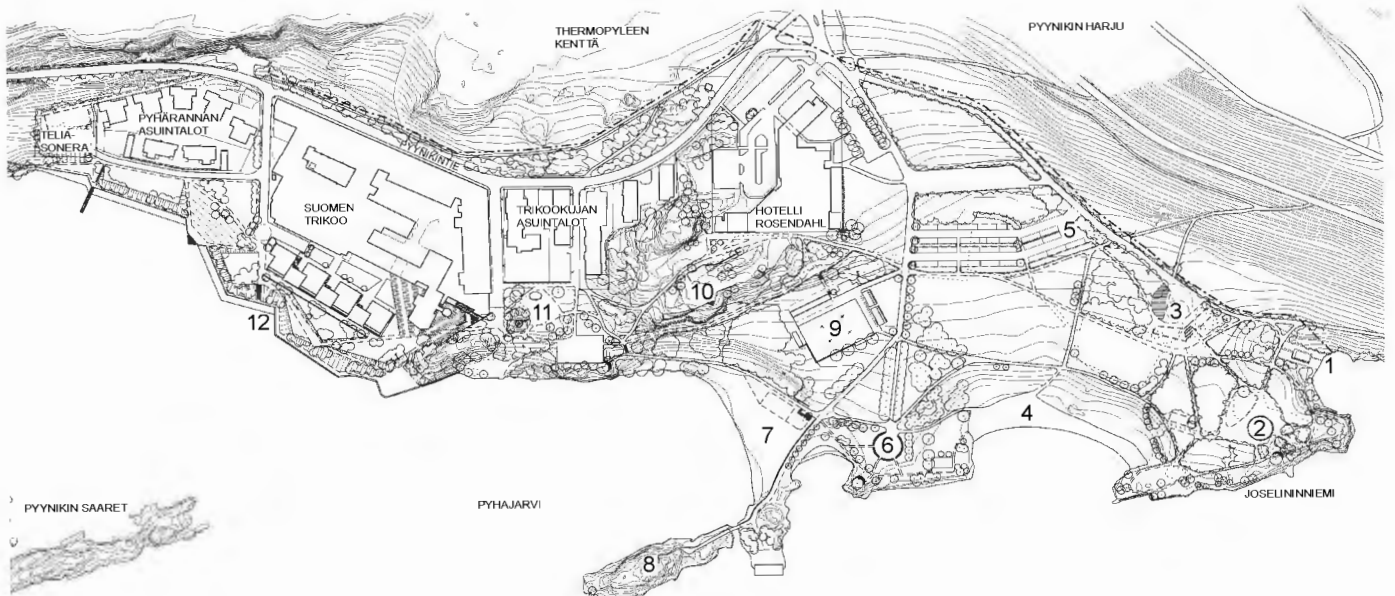 THERMOPYLEEN
KENTTÄ
PYYNIKIN HARJU
PYHÄRANNAN
ASUINTALOT
TELIA-
SONERA
PYYNIKINTIE
SUOMEN
TRIKOO
TRIKOOKUJAN
ASUINTALOT
HOTELLI
ROSENDAHL
5
10
3
11
9
12
1
4
7
6
2
JOSELININNIEMI
PYYNIKIN SAARET
PYHAJARVI
8